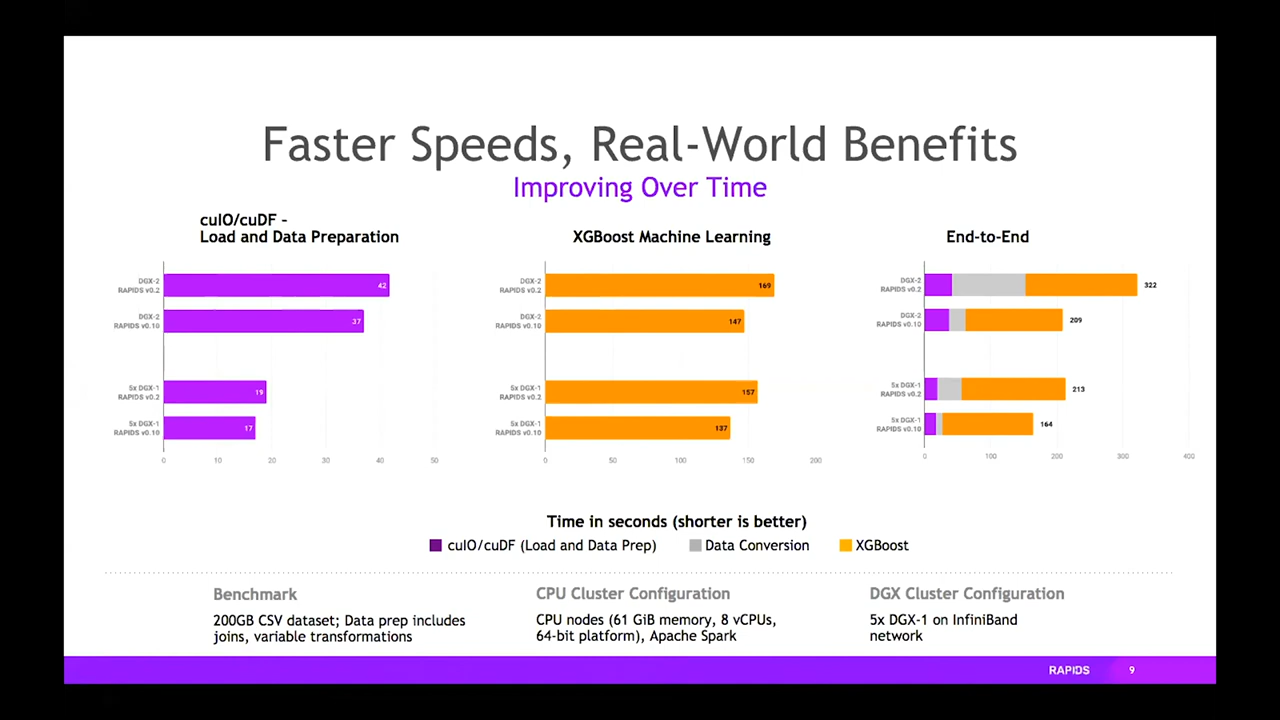 Faster Speeds, Real-World Benefits
Improving Over Time
cuIO/cuDF –
Load and Data Preparation
DGX-2
RAPIDS v0.2
42
DGX-2
RAPIDS v0.10
37
5x DGX-1
RAPIDS v0.2
19
5x DGX-1
RAPIDS v0.10
17
0 10 20 30 40 50
XGBoost Machine Learning
DGX-2
RAPIDS v0.2
169
DGX-2
RAPIDS v0.10
147
5x DGX-1
RAPIDS v0.2
157
5x DGX-1
RAPIDS v0.10
137
0 50 100 150 200
End-to-End
DGX-2
RAPIDS v0.2
322
DGX-2
RAPIDS v0.10
209
5x DGX-1
RAPIDS v0.2
213
5x DGX-1
RAPIDS v0.10
164
0 100 200 300 400
Time in seconds (shorter is better)
cuIO/cuDF (Load and Data Prep) Data Conversion XGBoost
Benchmark
200GB CSV dataset; Data prep includes
joins, variable transformations
CPU Cluster Configuration
CPU nodes (61 GiB memory, 8 vCPUs,
64-bit platform), Apache Spark
DGX Cluster Configuration
5x DGX-1 on InfiniBand
network
RAPIDS 9